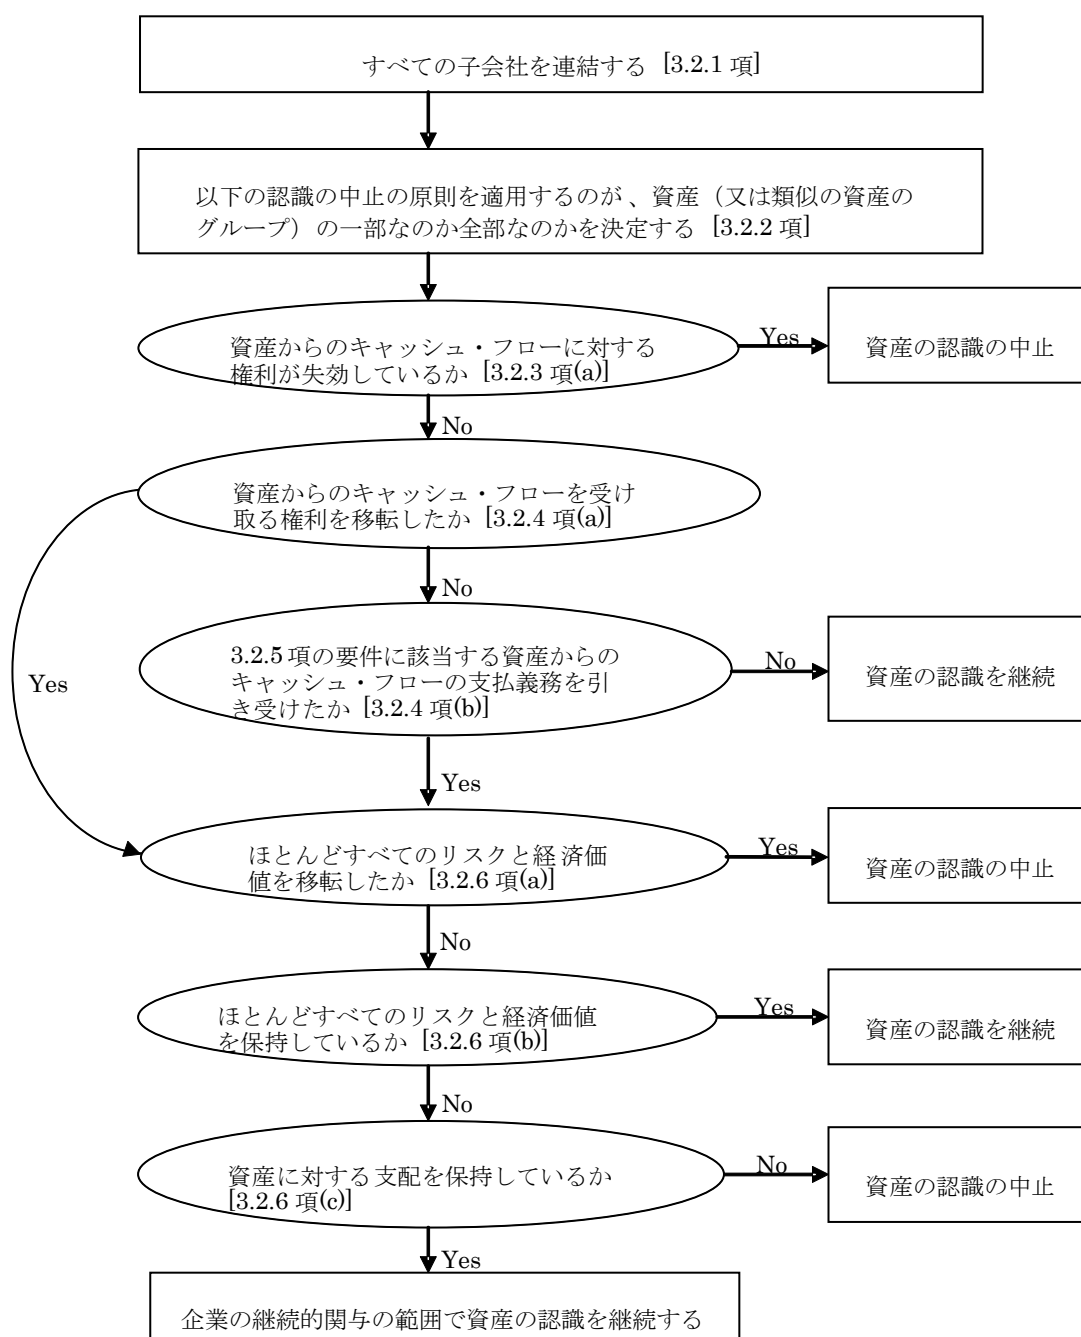 すべての子会社を連結する [3.2.1 項]
以下の認識の中止の原則を適用するのが、資産（又は類似の資産の
グループ）の一部なのか全部なのかを決定する [3.2.2 項]
資産からのキャッシュ・フローに対する
権利が失効しているか [3.2.3 項(a)]
Yes
資産の認識の中止
No
資産からのキャッシュ・フローを受け
取る権利を移転したか [3.2.4 項(a)]
No
Yes
3.2.5 項の要件に該当する資産からの
キャッシュ・フローの支払義務を引
き受けたか [3.2.4 項(b)]
No
資産の認識を継続
Yes
ほとんどすべてのリスクと経済価
値を移転したか [3.2.6 項(a)]
Yes
資産の認識の中止
No
ほとんどすべてのリスクと経済価値
を保持しているか [3.2.6 項(b)]
Yes
資産の認識を継続
No
資産に対する支配を保持しているか
[3.2.6 項(c)]
No
資産の認識の中止
Yes
企業の継続的関与の範囲で資産の認識を継続する